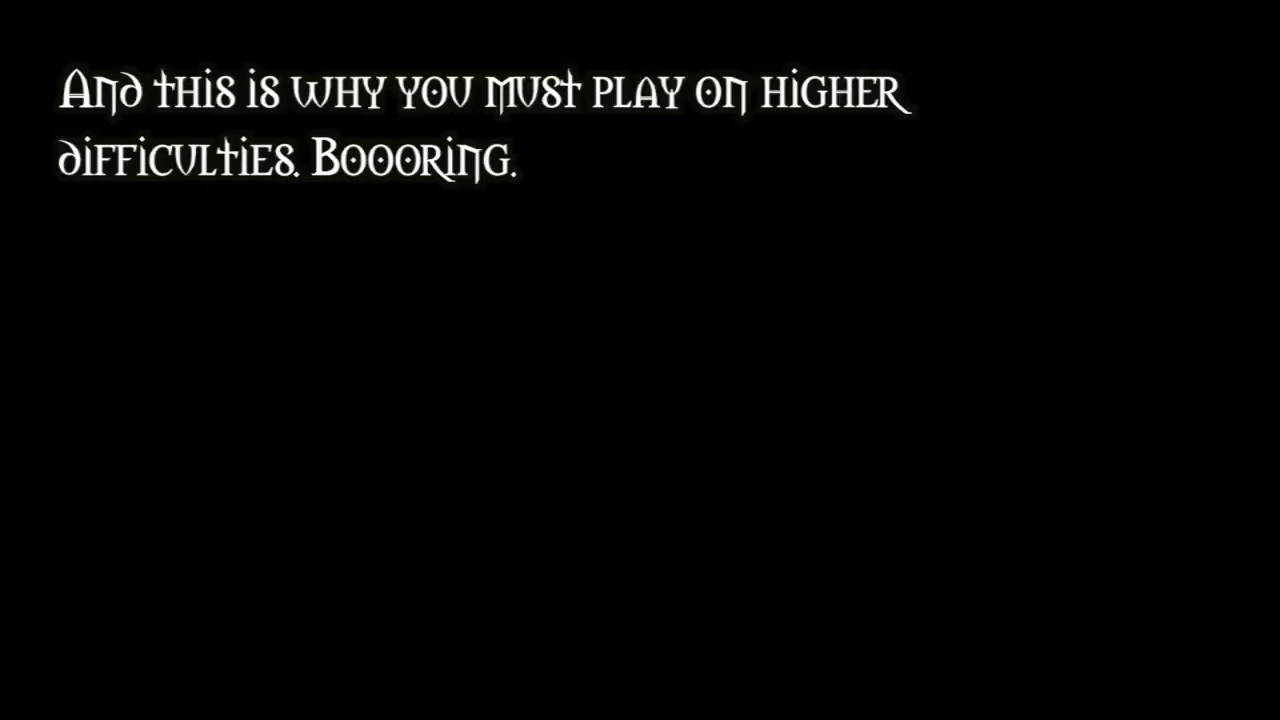 And this is why you must play on higher
difficulties. Boooring.